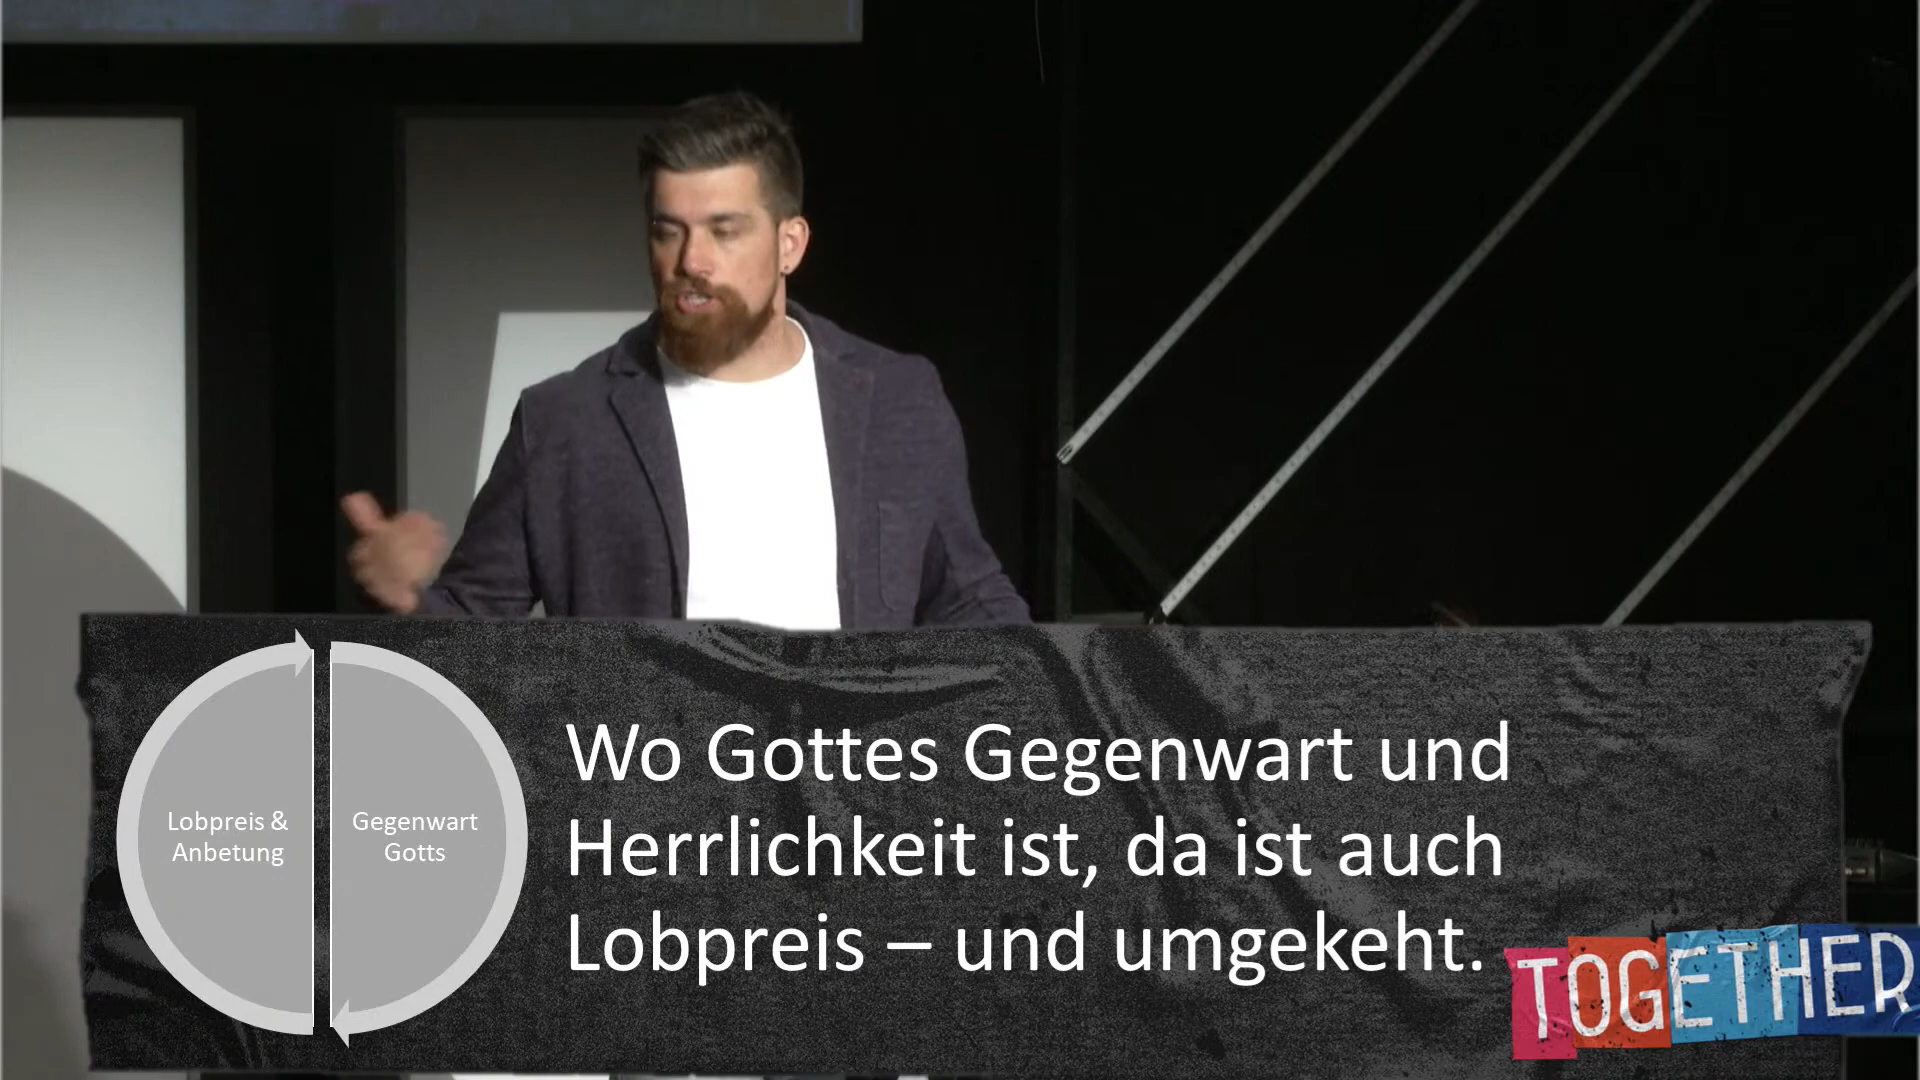 Lobpreis &
Anbetung
Gegenwart
Gotts
Wo Gottes Gegenwart und
Herrlichkeit ist, da ist auch
Lobpreis – und umgekeht.
TOGETHER